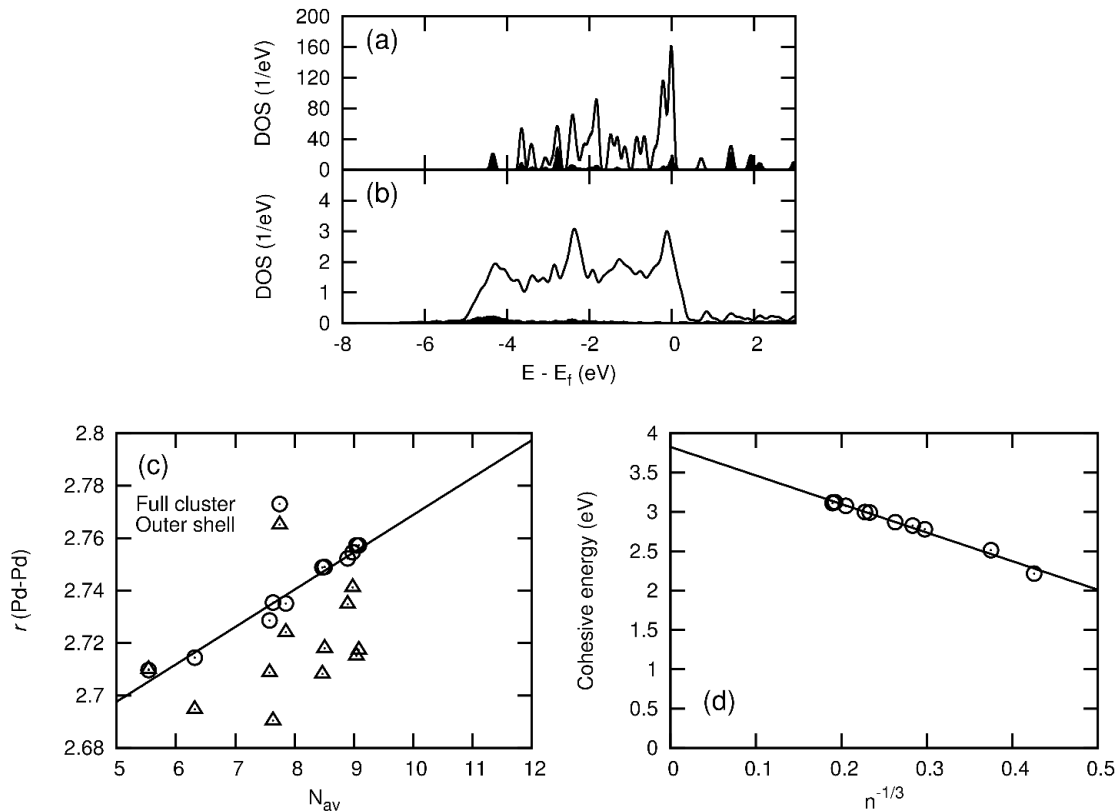 (a)
DOS (1/eV)
200
160
120
80
40
0
(b)
DOS (1/eV)
4
3
2
1
0
-8 -6 -4 -2 0 2
E - E_f (eV)
(c)
Full cluster
Outer shell
r (Pd-Pd)
2.8
2.78
2.76
2.74
2.72
2.7
2.68
5 6 7 8 9 10 11 12
N_av
(d)
Cohesive energy (eV)
4
3.5
3
2.5
2
1.5
1
0.5
0
0 0.1 0.2 0.3 0.4 0.5
n^-1/3